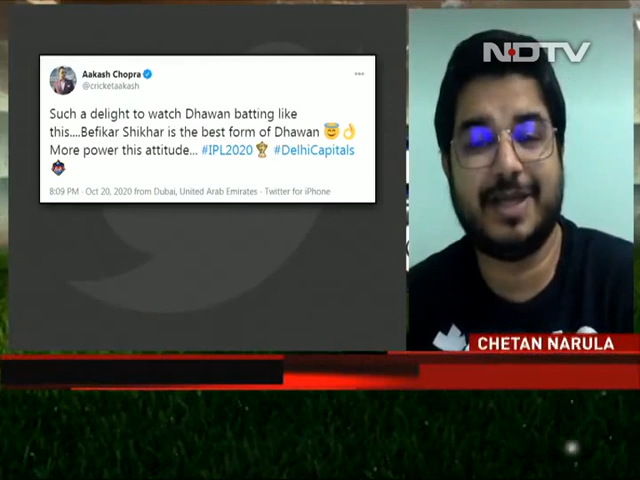 NDTV
Aakash Chopra
@cricketaakash
Such a delight to watch Dhawan batting like
this....Befikar Shikhar is the best form of Dhawan 😇👌
More power this attitude... #IPL2020🏆 #DelhiCapitals
8:09 PM · Oct 20, 2020 from Dubai, United Arab Emirates · Twitter for iPhone
CHETAN NARULA